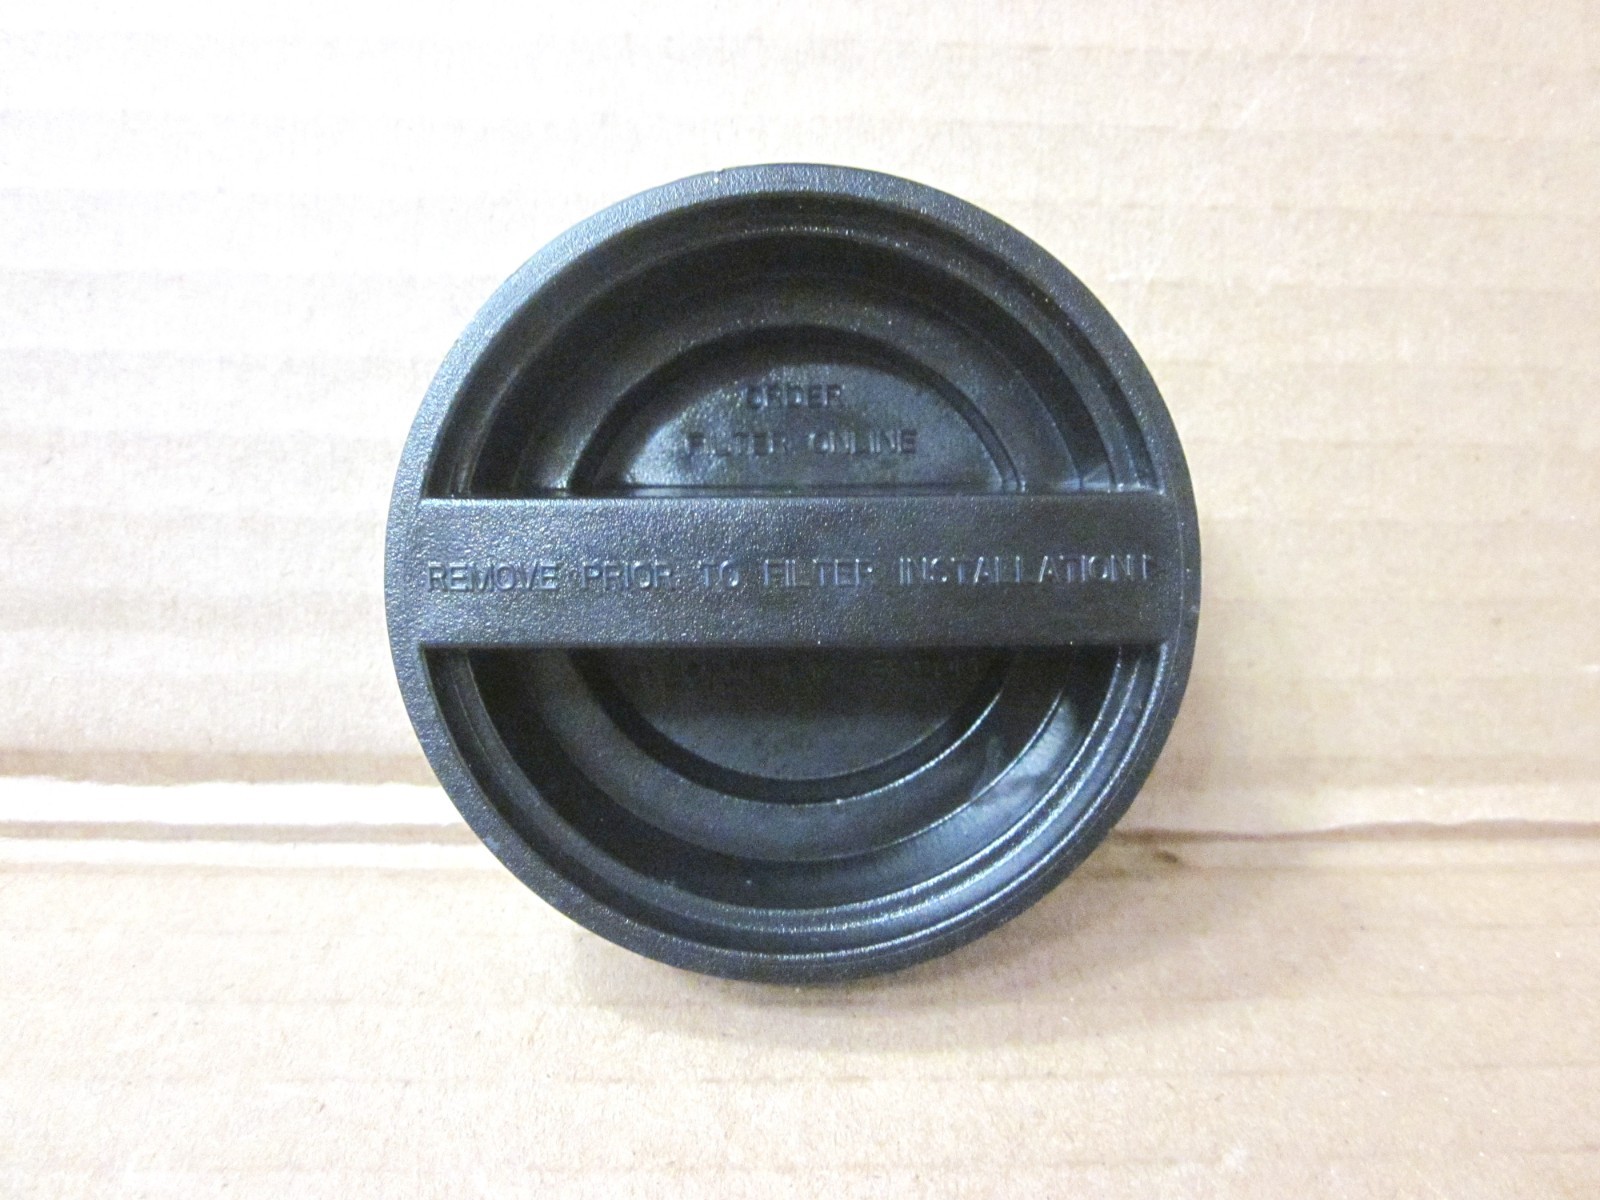 ORDER
FILTER ONLINE
REMOVE PRIOR TO FILTER INSTALLATION